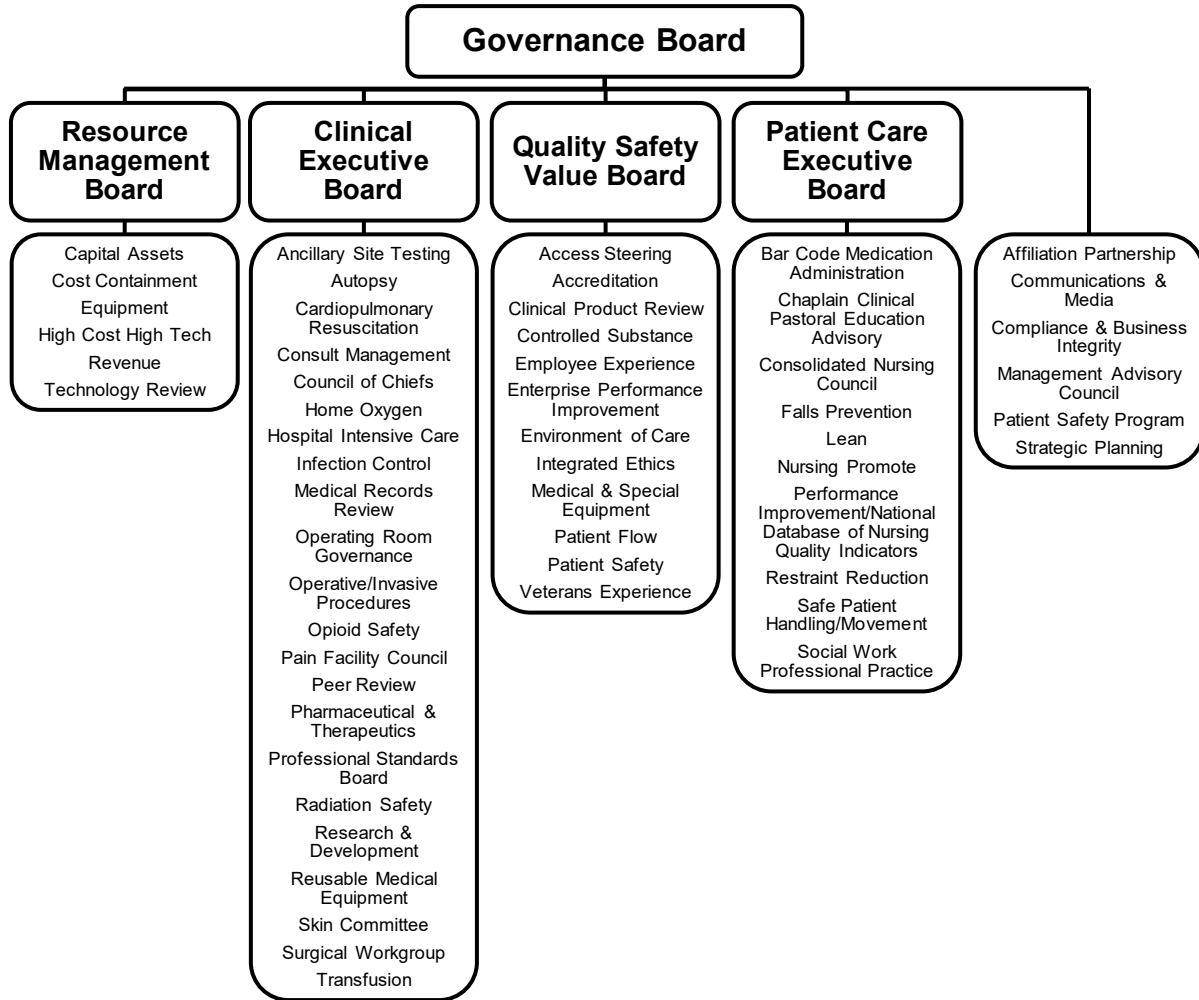 Governance Board
Resource
Management
Board
Clinical
Executive
Board
Quality Safety
Value Board
Patient Care
Executive
Board
Capital Assets
Cost Containment
Equipment
High Cost High Tech
Revenue
Technology Review
Ancillary Site Testing
Autopsy
Cardiopulmonary
Resuscitation
Consult Management
Council of Chiefs
Home Oxygen
Hospital Intensive Care
Infection Control
Medical Records
Review
Operating Room
Governance
Operative/Invasive
Procedures
Opioid Safety
Pain Facility Council
Peer Review
Pharmaceutical &
Therapeutics
Professional Standards
Board
Radiation Safety
Research &
Development
Reusable Medical
Equipment
Skin Committee
Surgical Workgroup
Transfusion
Access Steering
Accreditation
Clinical Product Review
Controlled Substance
Employee Experience
Enterprise Performance
Improvement
Environment of Care
Integrated Ethics
Medical & Special
Equipment
Patient Flow
Patient Safety
Veterans Experience
Bar Code Medication
Administration
Chaplain Clinical
Pastoral Education
Advisory
Consolidated Nursing
Council
Falls Prevention
Lean
Nursing Promote
Performance
Improvement/National
Database of Nursing
Quality Indicators
Restraint Reduction
Safe Patient
Handling/Movement
Social Work
Professional Practice
Affiliation Partnership
Communications &
Media
Compliance & Business
Integrity
Management Advisory
Council
Patient Safety Program
Strategic Planning